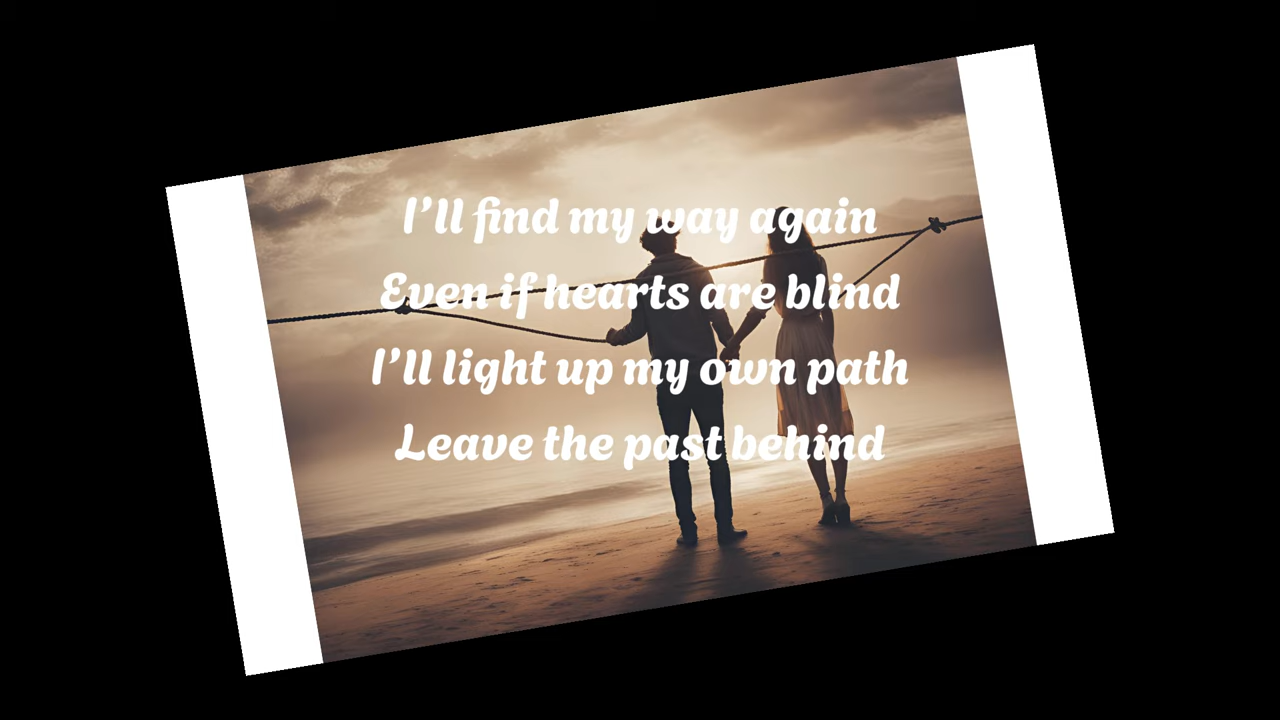 I’ll find my way again
Even if hearts are blind
I’ll light up my own path
Leave the past behind